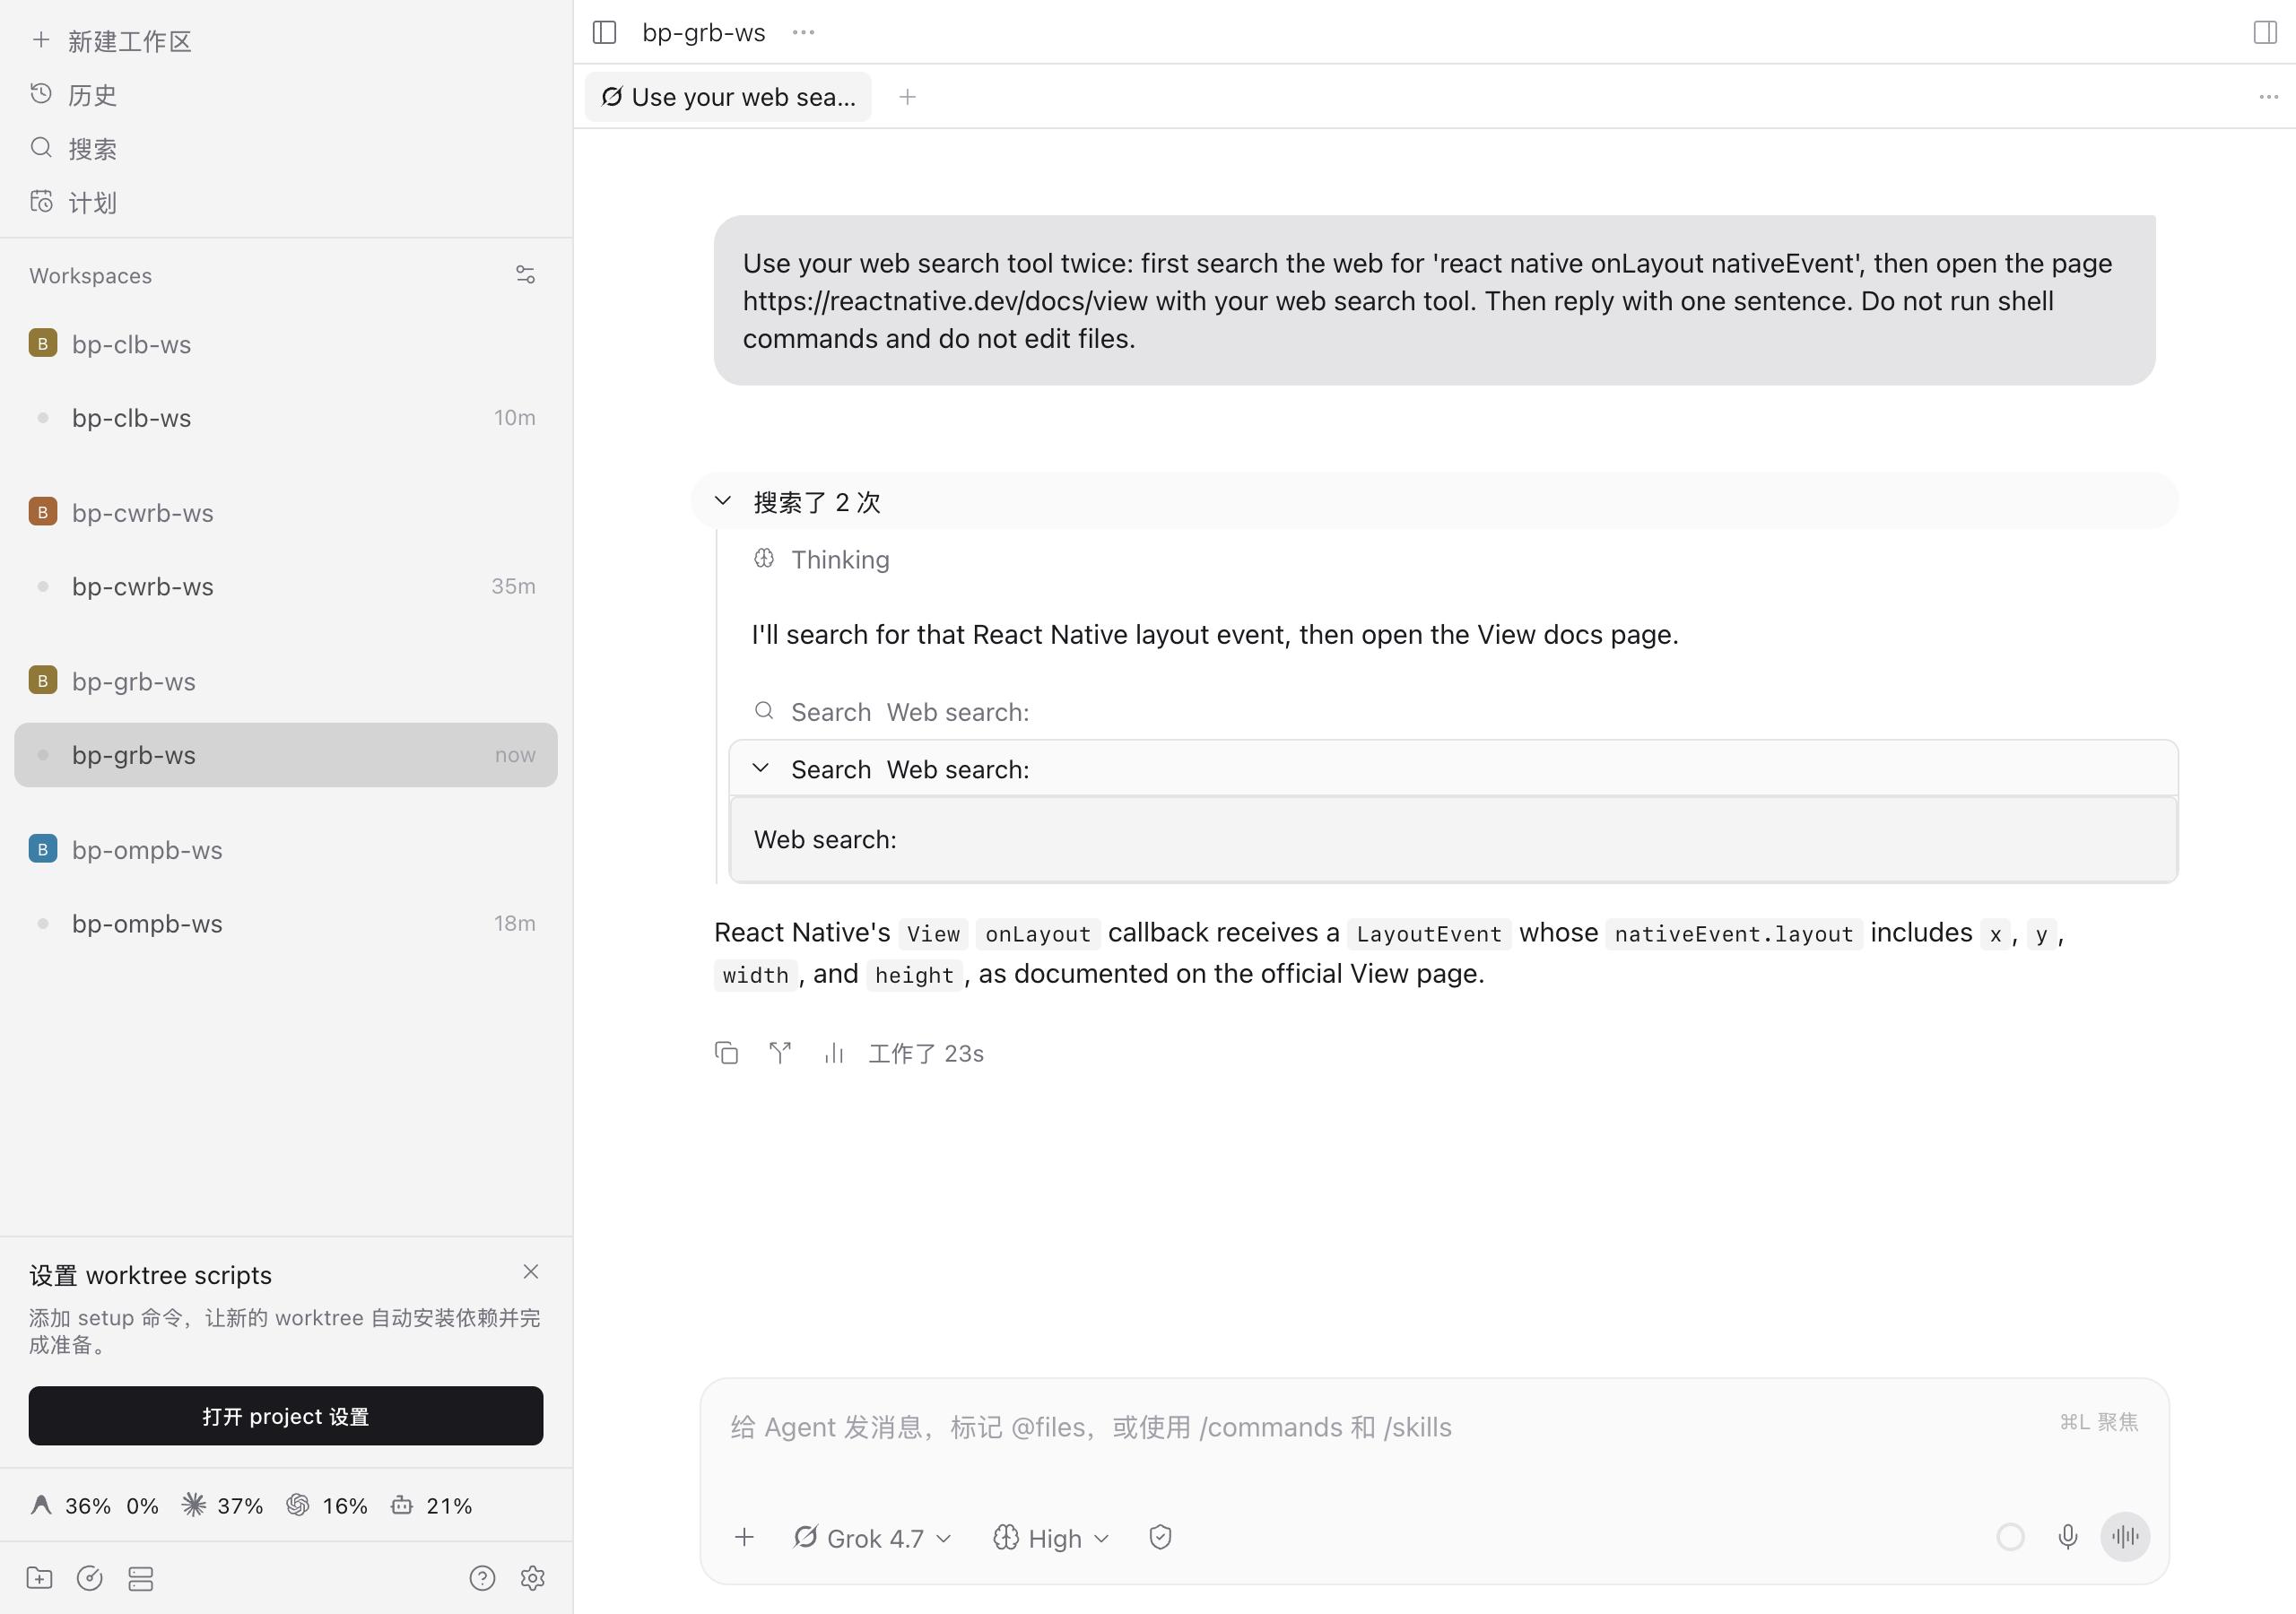 新建工作区
历史
搜索
计划
Workspaces
B bp-clb-ws
bp-clb-ws 10m
B bp-cwrb-ws
bp-cwrb-ws 35m
B bp-grb-ws
bp-grb-ws now
B bp-ompb-ws
bp-ompb-ws 18m
设置 worktree scripts
添加 setup 命令，让新的 worktree 自动安装依赖并完
成准备。
打开 project 设置
36% 0% 37% 16% 21%
bp-grb-ws
Use your web sea...
Use your web search tool twice: first search the web for 'react native onLayout nativeEvent', then open the page
https://reactnative.dev/docs/view with your web search tool. Then reply with one sentence. Do not run shell
commands and do not edit files.
搜索了 2 次
Thinking
I'll search for that React Native layout event, then open the View docs page.
Search Web search:
Search Web search:
Web search:
React Native's View onLayout callback receives a LayoutEvent whose nativeEvent.layout includes x, y,
width, and height, as documented on the official View page.
工作了 23s
给 Agent 发消息，标记 @files，或使用 /commands 和 /skills
⌘L 聚焦
Grok 4.7 High